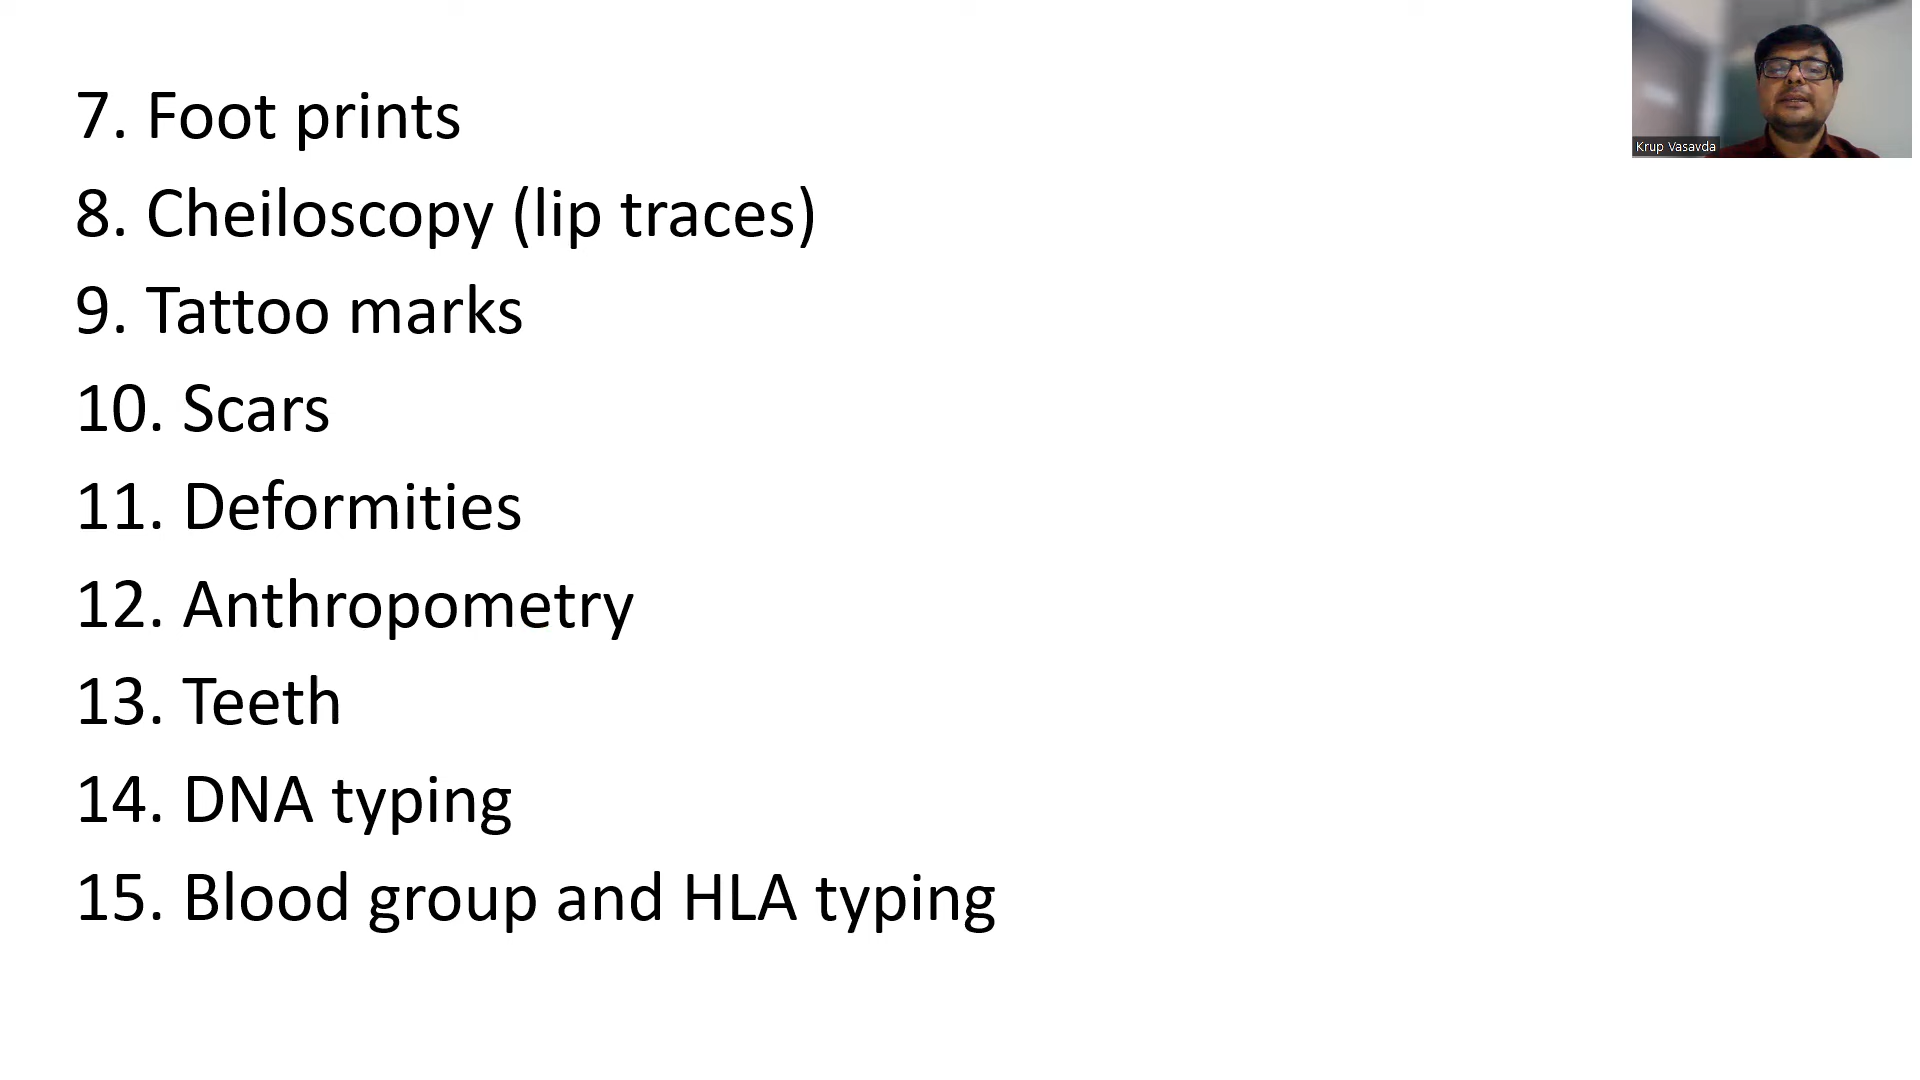 7. Foot prints
8. Cheiloscopy (lip traces)
9. Tattoo marks
10. Scars
11. Deformities
12. Anthropometry
13. Teeth
14. DNA typing
15. Blood group and HLA typing
Krup Vasavda